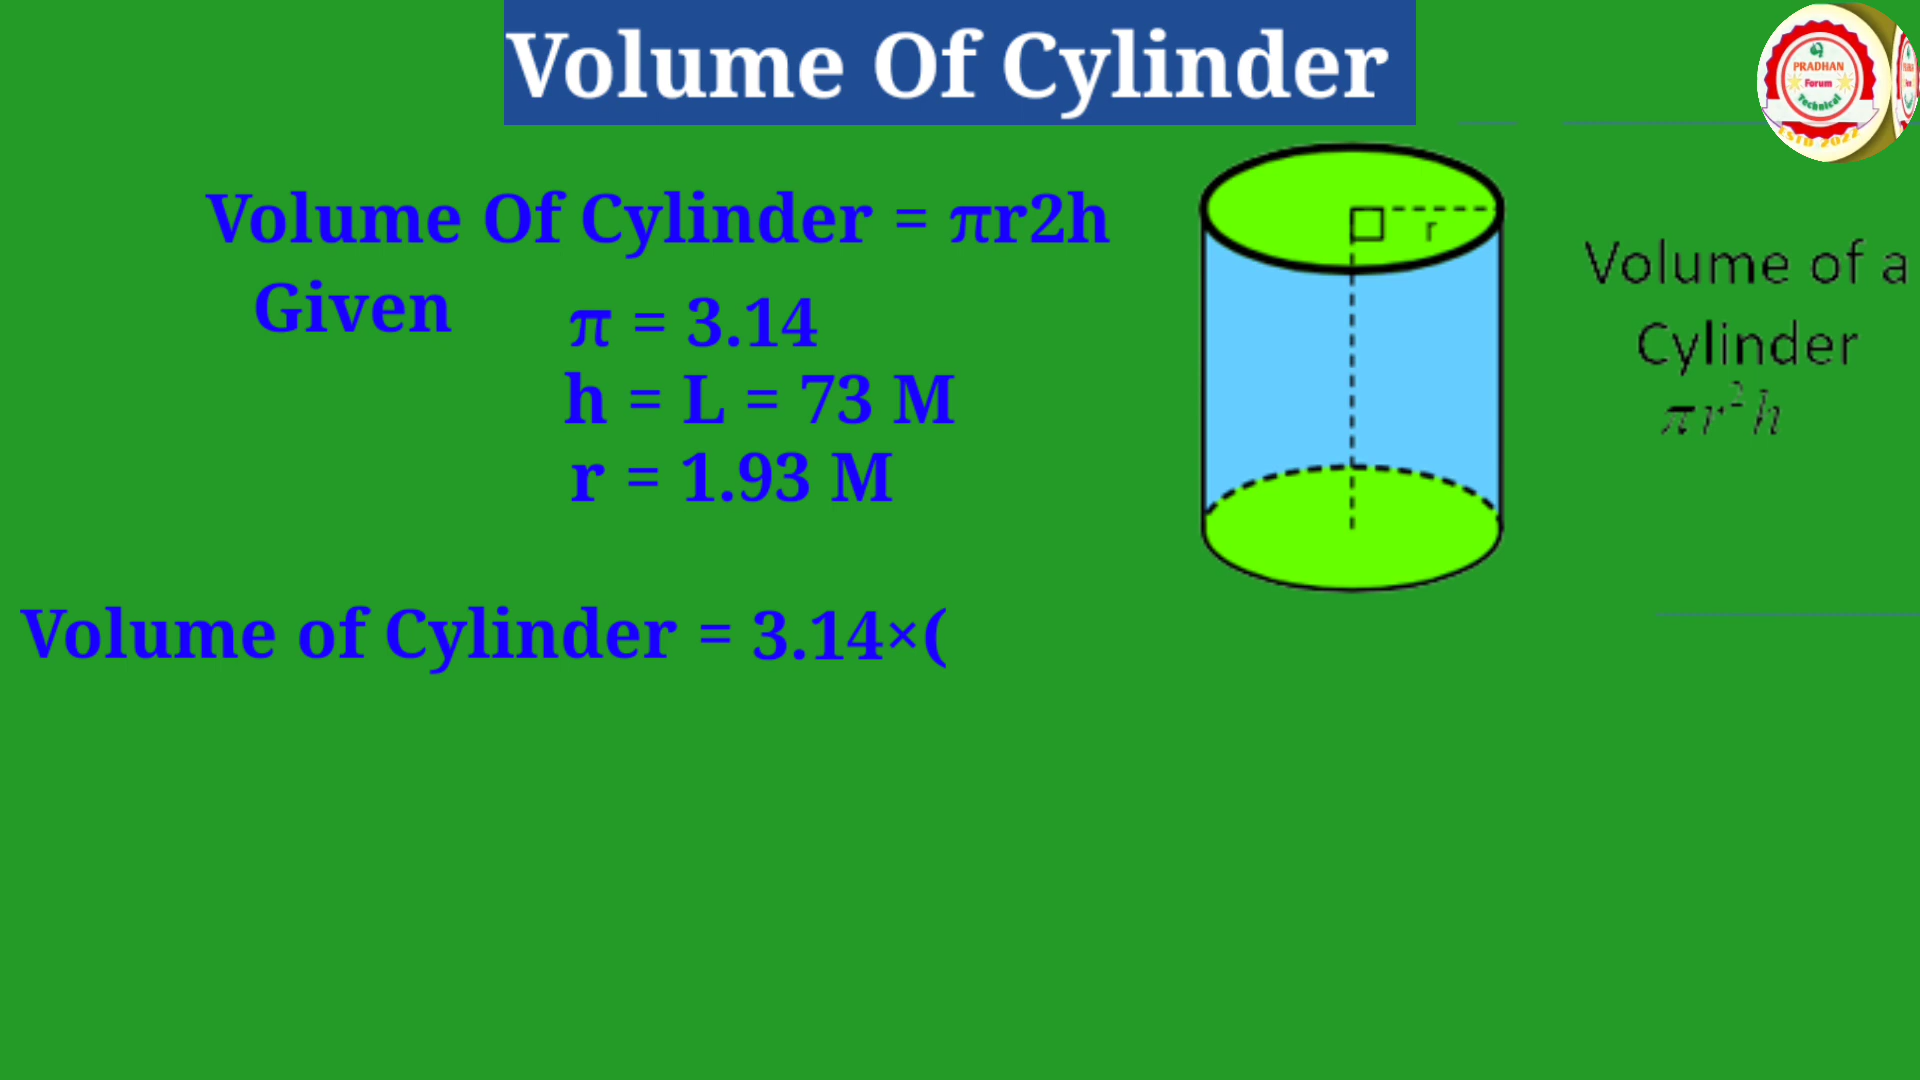 Volume Of Cylinder
PRADHAN
Forum
Technical
Volume Of Cylinder = πr2h
Given
π = 3.14
h = L = 73 M
r = 1.93 M
r
Volume of a
Cylinder
πr²h
Volume of Cylinder = 3.14×(